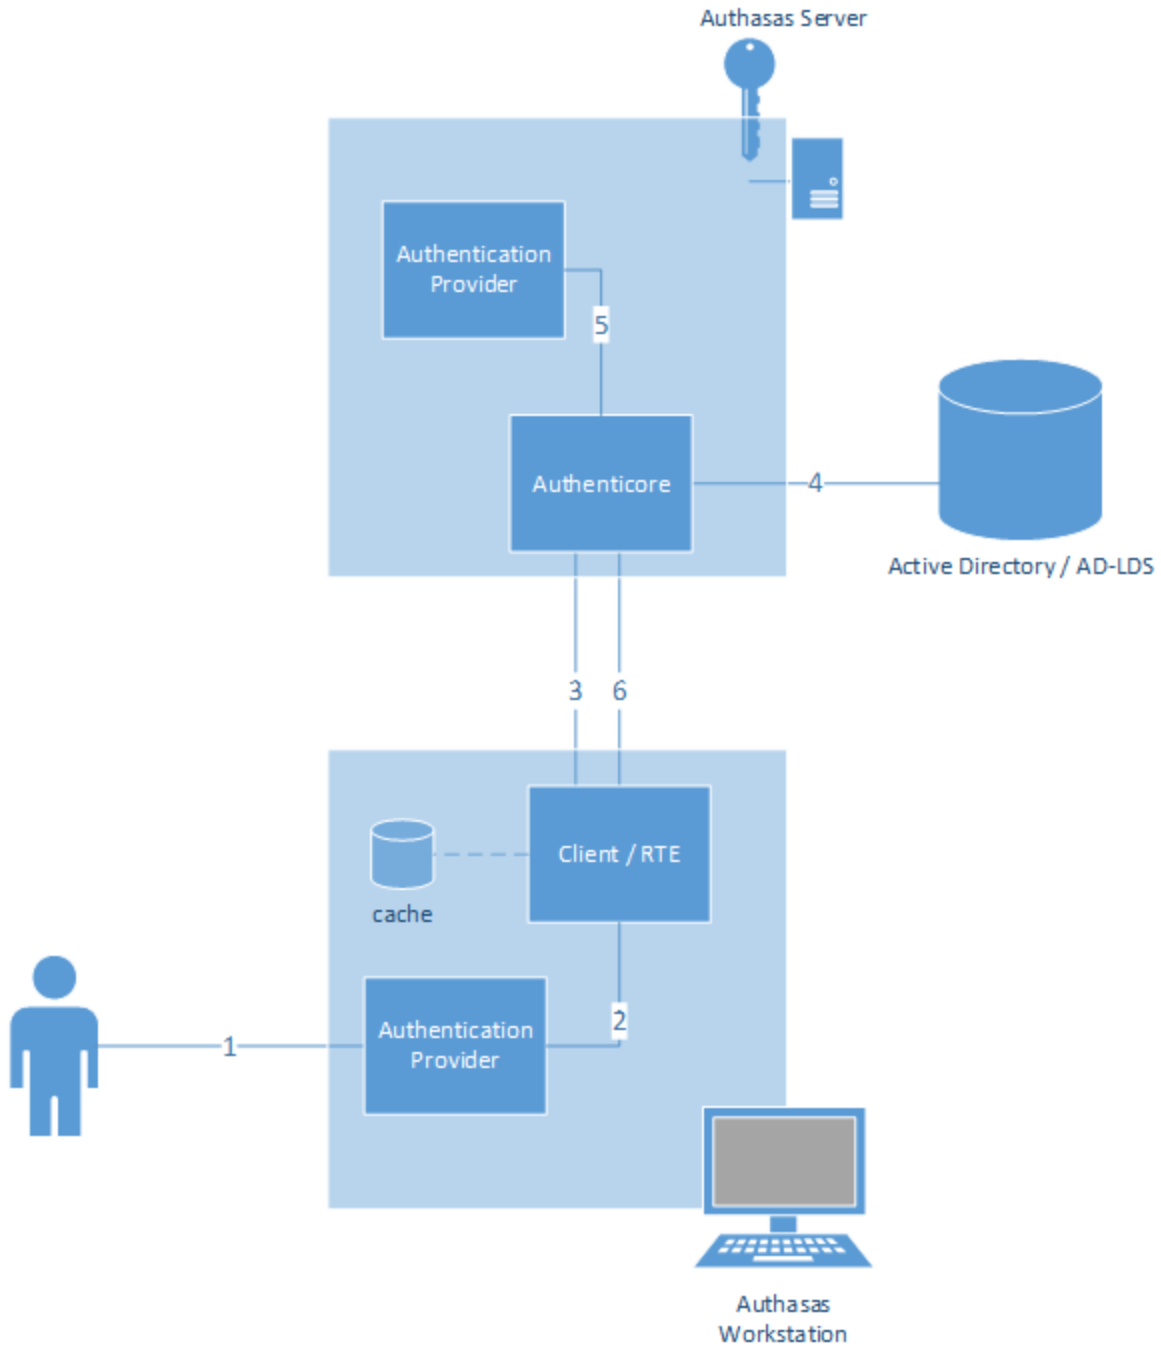 Authasas Server
Authentication
Provider
5
Authenticore
4
Active Directory / AD-LDS
3
6
Client / RTE
cache
2
Authentication
Provider
1
Authasas
Workstation